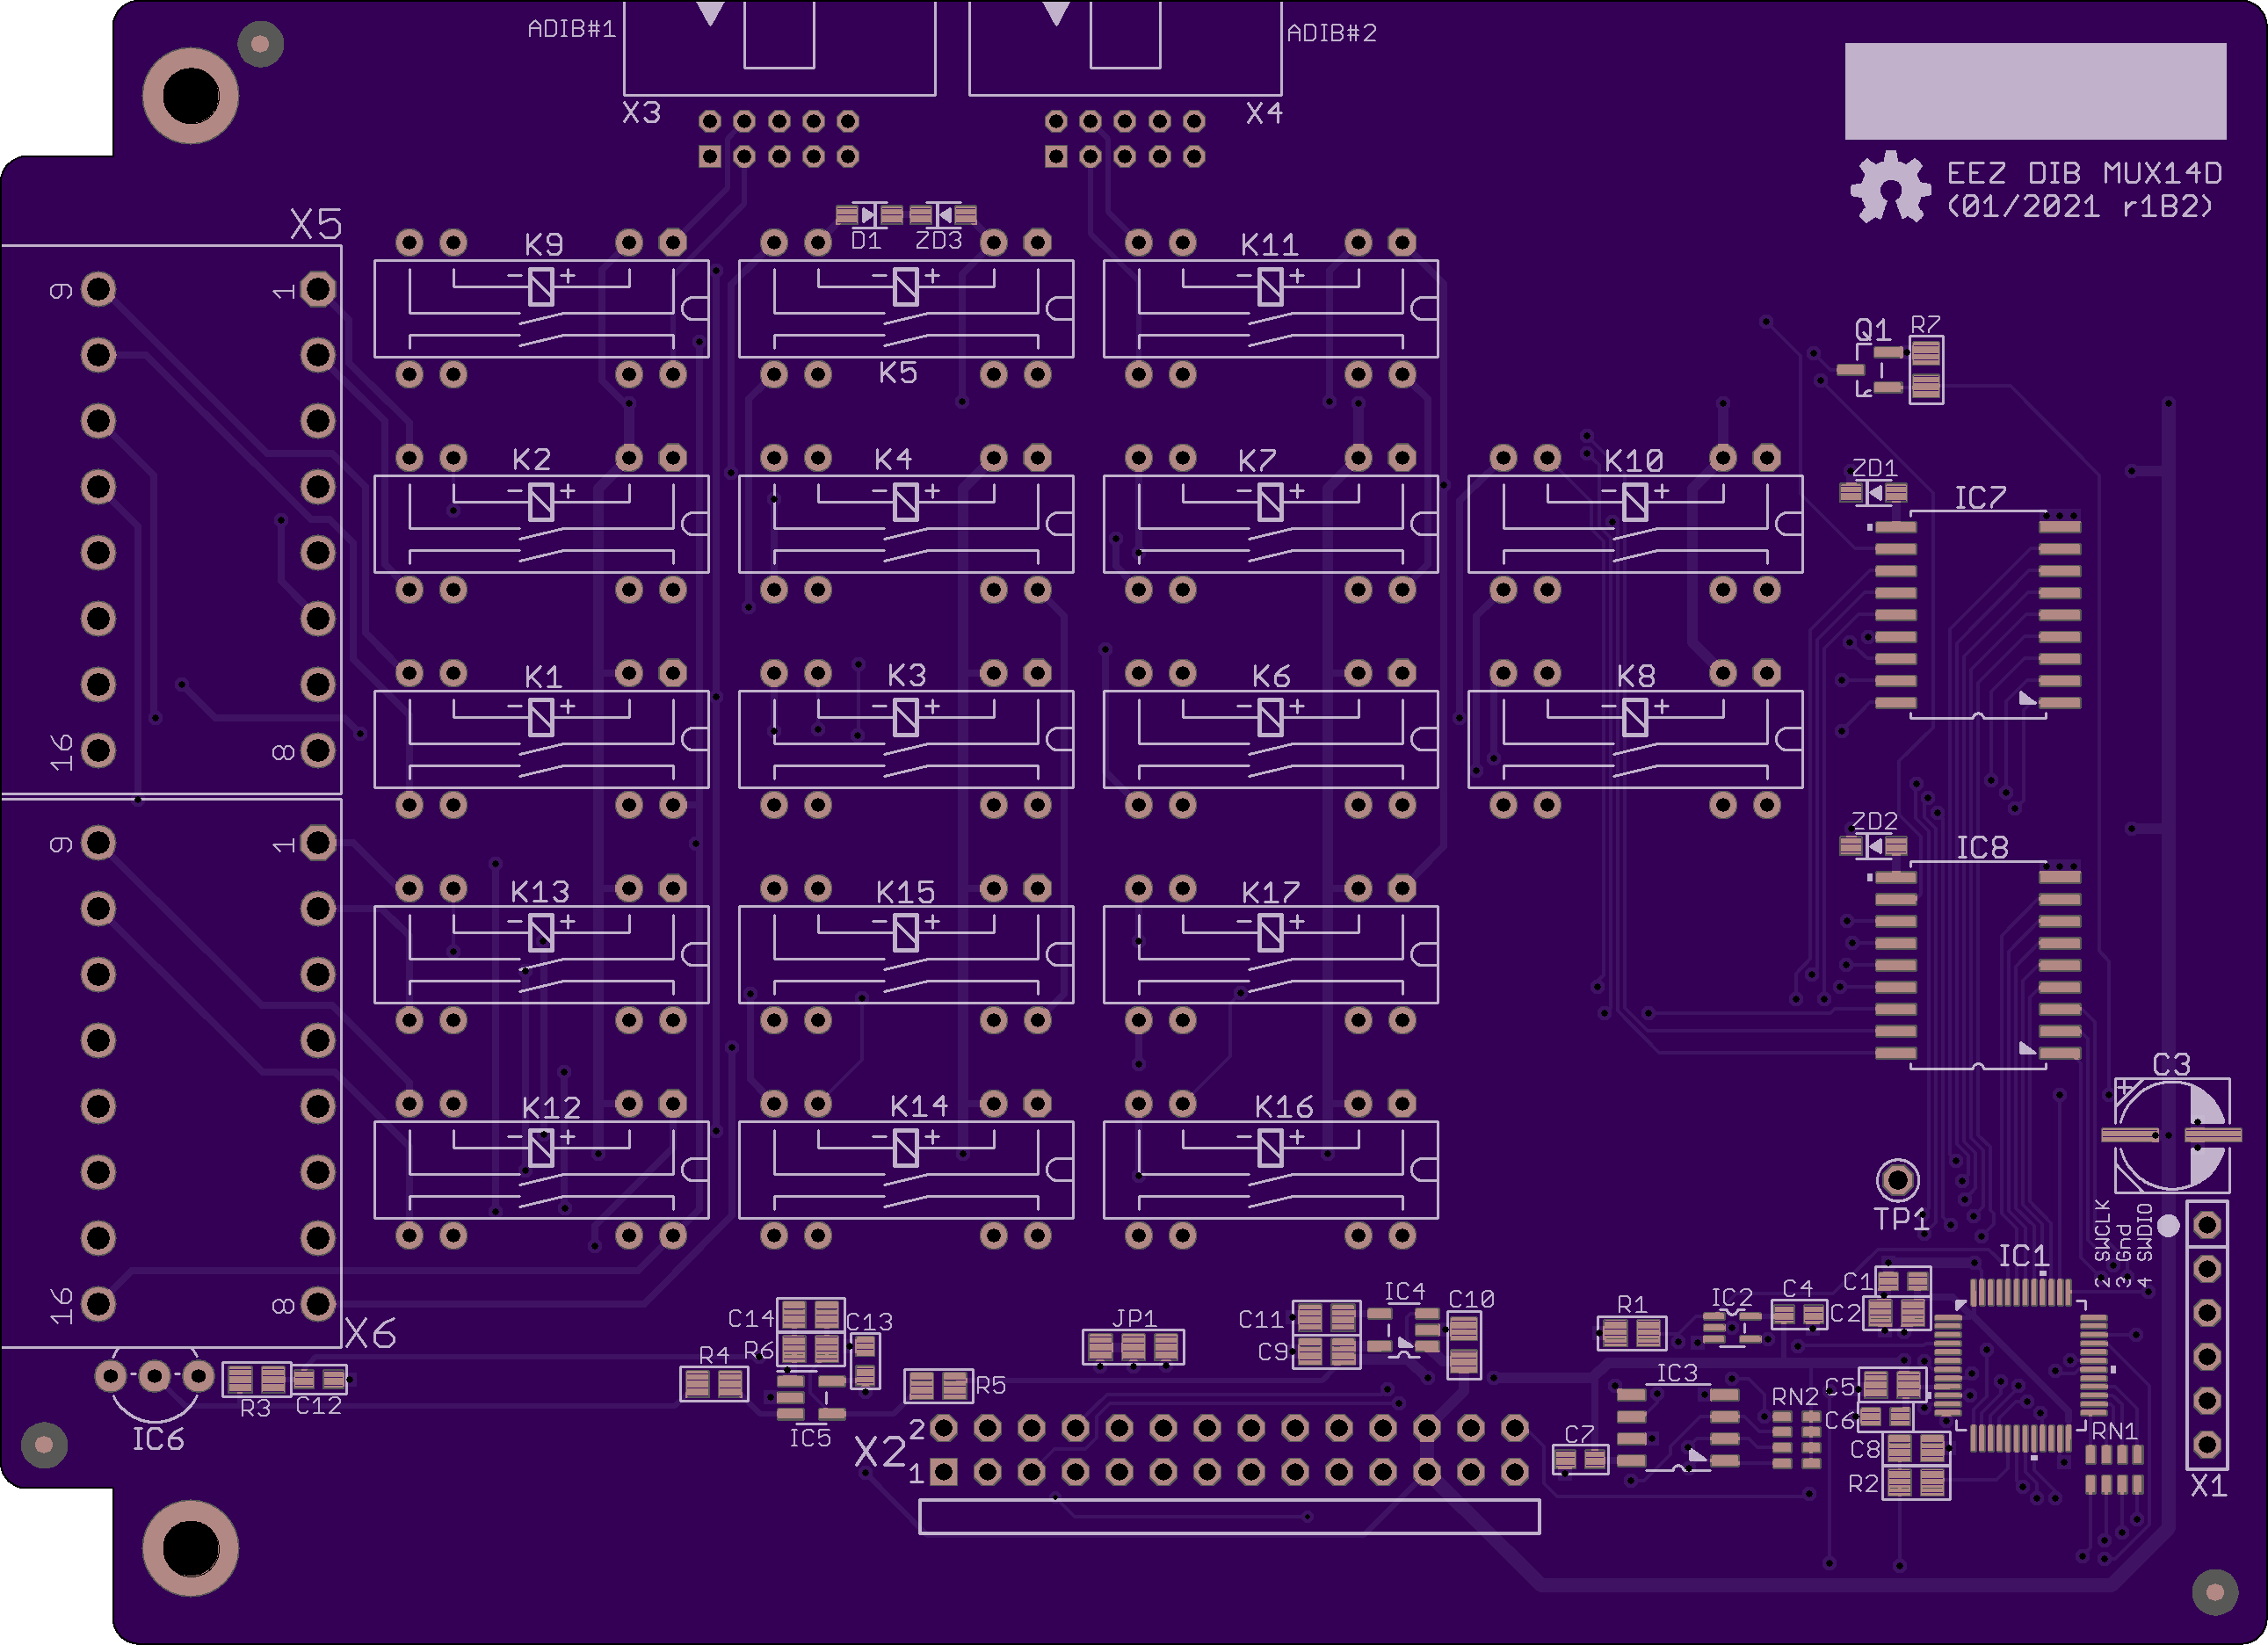 ADIB#1
ADIB#2
X3
X4
EEZ DIB MUX14D
(01/2021 r1B2)
X5
D1
ZD3
K9
K11
9
1
Q1
R7
K5
K2
K4
K7
K10
ZD1
IC7
K1
K3
K6
K8
16
8
ZD2
IC8
9
1
K13
K15
K17
C3
K12
K14
K16
TP1
2 SWCLK
3 Gnd
4 SWDIO
IC1
16
8
X6
C14
C13
JP1
C11
IC4
C10
R1
IC2
C4
C1
C2
R6
C9
R4
R5
R3
C12
IC3
RN2
C5
C6
IC6
IC5
X2
2
1
C7
C8
RN1
R2
X1